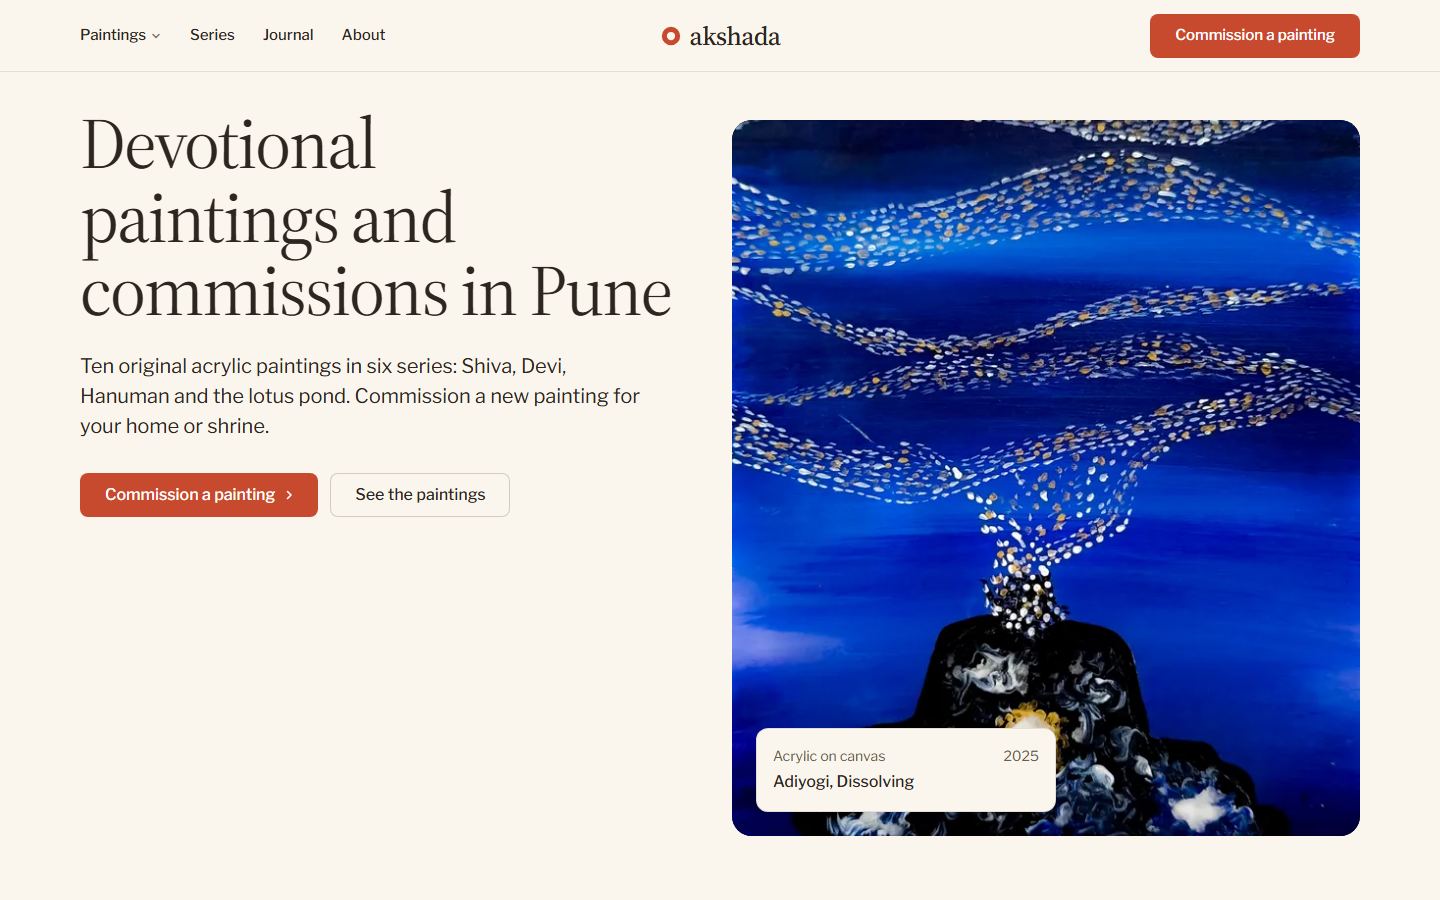 Paintings
Series
Journal
About
akshada
Commission a painting
Devotional
paintings and
commissions in Pune
Ten original acrylic paintings in six series: Shiva, Devi,
Hanuman and the lotus pond. Commission a new painting for
your home or shrine.
Commission a painting
See the paintings
Acrylic on canvas
2025
Adiyogi, Dissolving